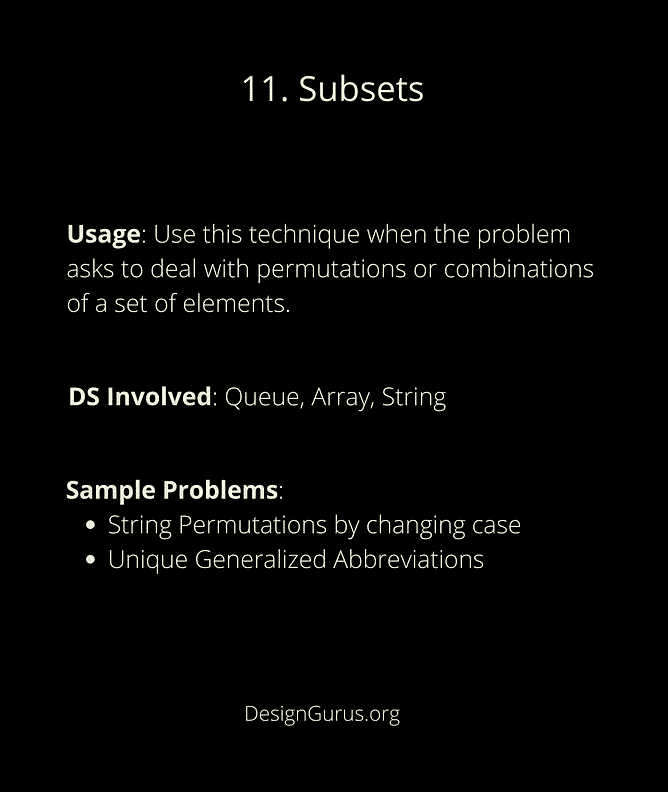 11. Subsets
Usage: Use this technique when the problem
asks to deal with permutations or combinations
of a set of elements.
DS Involved: Queue, Array, String
Sample Problems:
• String Permutations by changing case
• Unique Generalized Abbreviations
DesignGurus.org